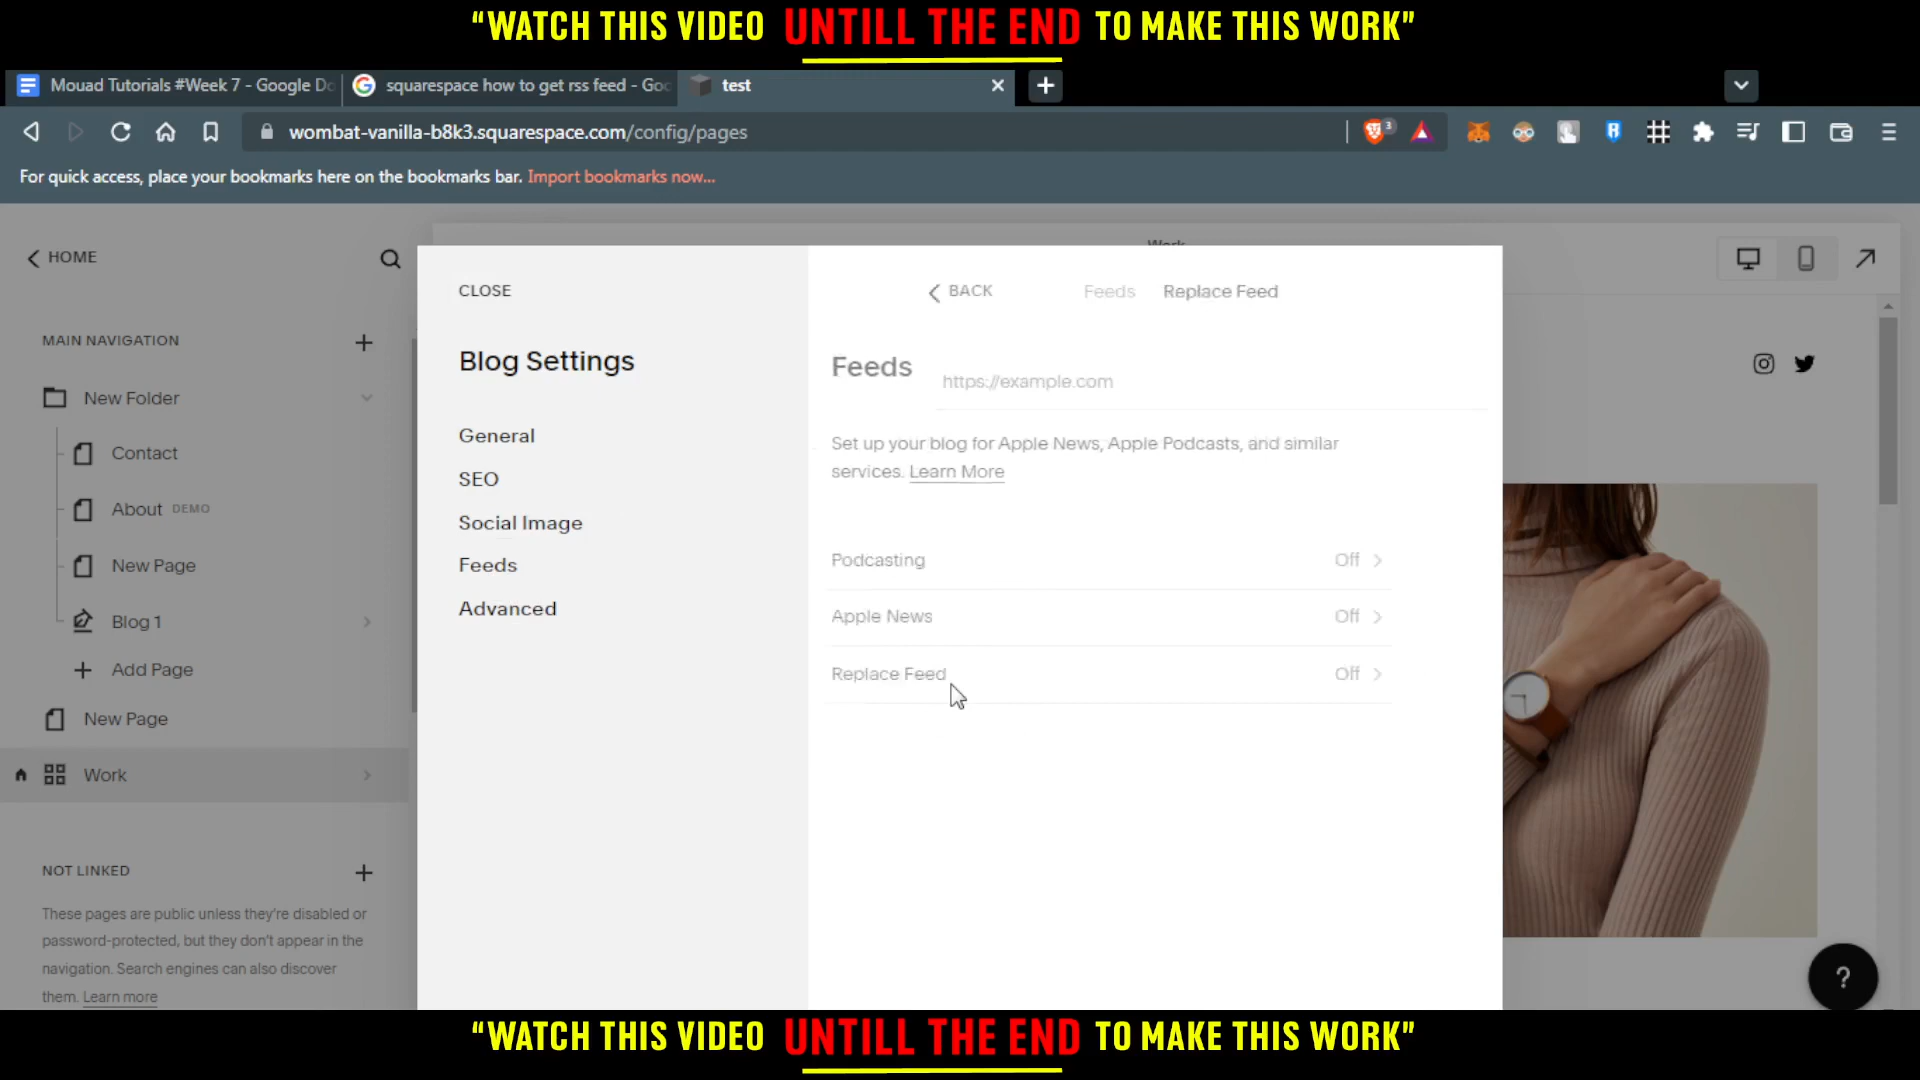 “WATCH THIS VIDEO UNTILL THE END TO MAKE THIS WORK”
Mouad Tutorials #Week 7 - Google Do
squarespace how to get rss feed - Goo
test
wombat-vanilla-b8k3.squarespace.com/config/pages
3
For quick access, place your bookmarks here on the bookmarks bar. Import bookmarks now...
HOME
MAIN NAVIGATION
New Folder
Contact
About DEMO
New Page
Blog 1
Add Page
New Page
Work
NOT LINKED
These pages are public unless they’re disabled or
password-protected, but they don’t appear in the
navigation. Search engines can also discover
them. Learn more
Work
CLOSE
Blog Settings
General
SEO
Social Image
Feeds
Advanced
BACK
Feeds
Replace Feed
Feeds
https://example.com
Set up your blog for Apple News, Apple Podcasts, and similar
services. Learn More
Podcasting Off
Apple News Off
Replace Feed Off
?
“WATCH THIS VIDEO UNTILL THE END TO MAKE THIS WORK”